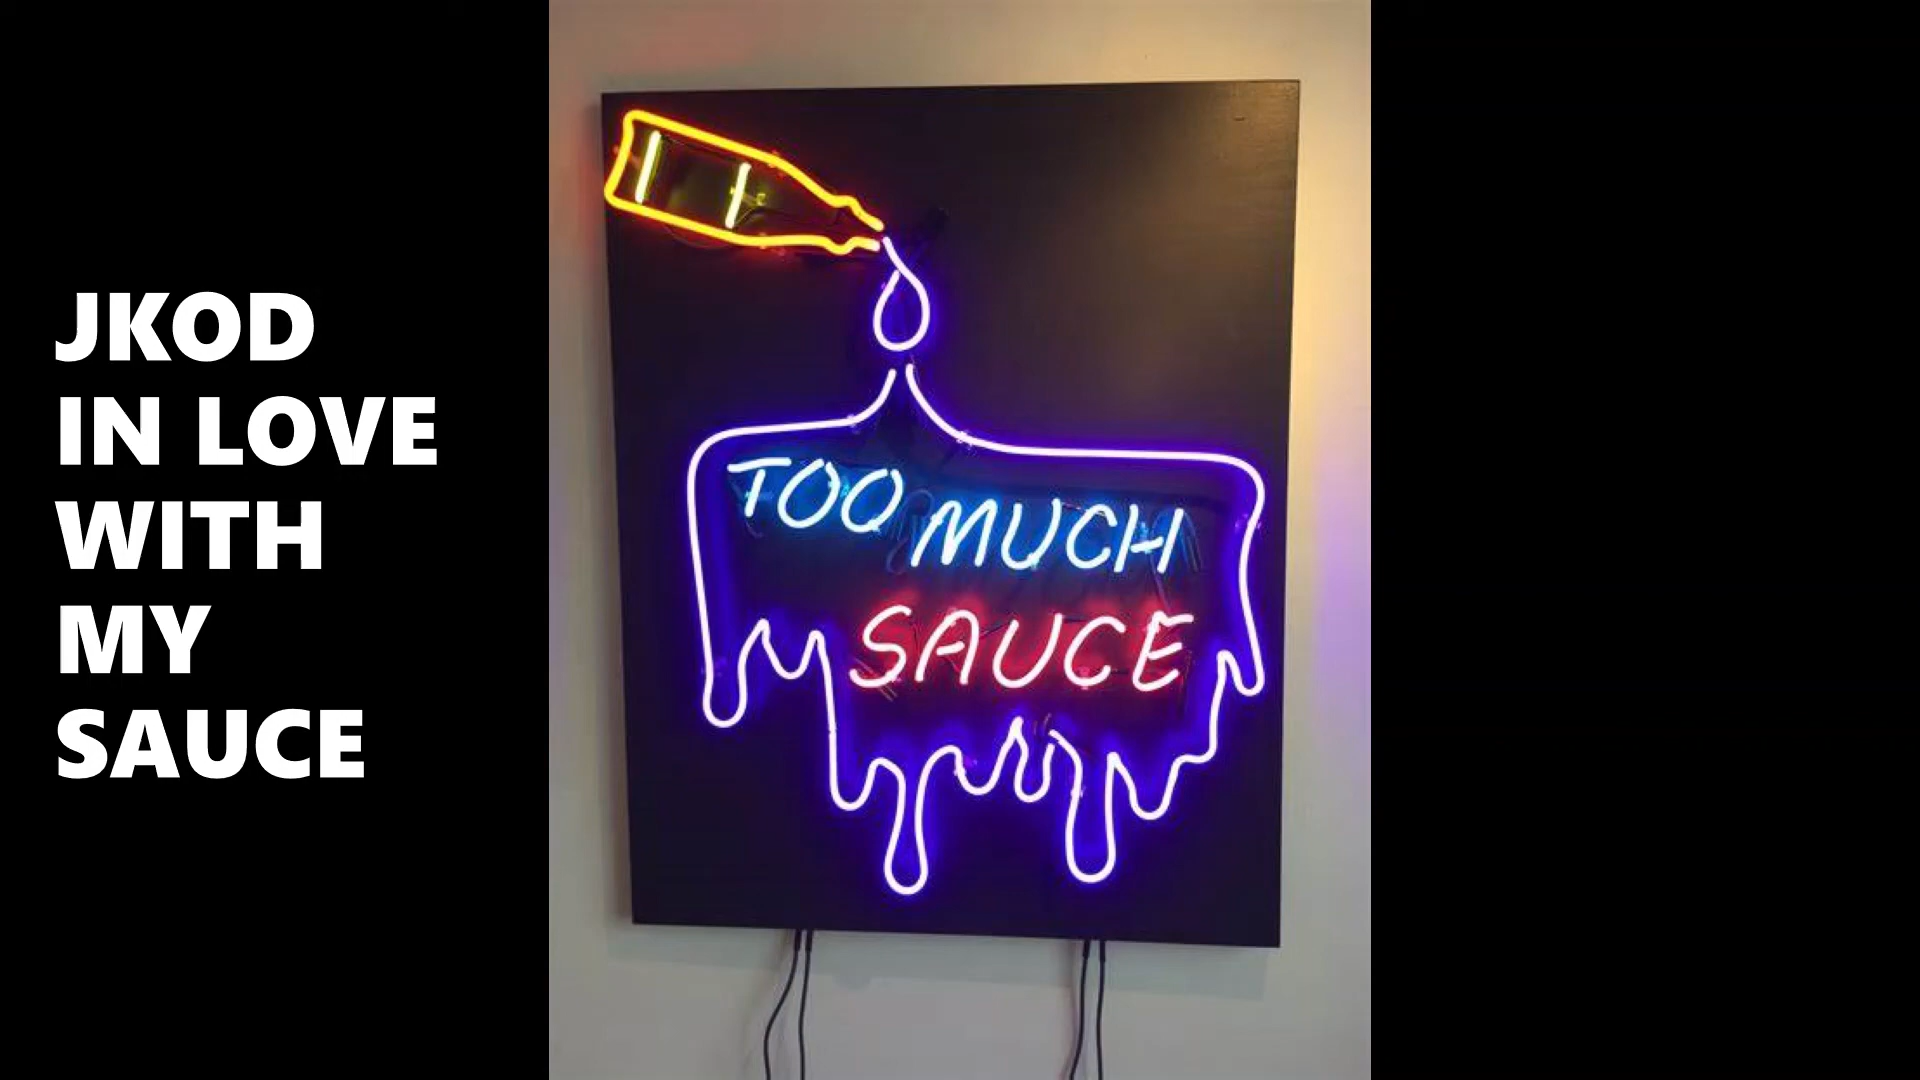 JKOD
IN LOVE
WITH
MY
SAUCE
TOO MUCH
SAUCE